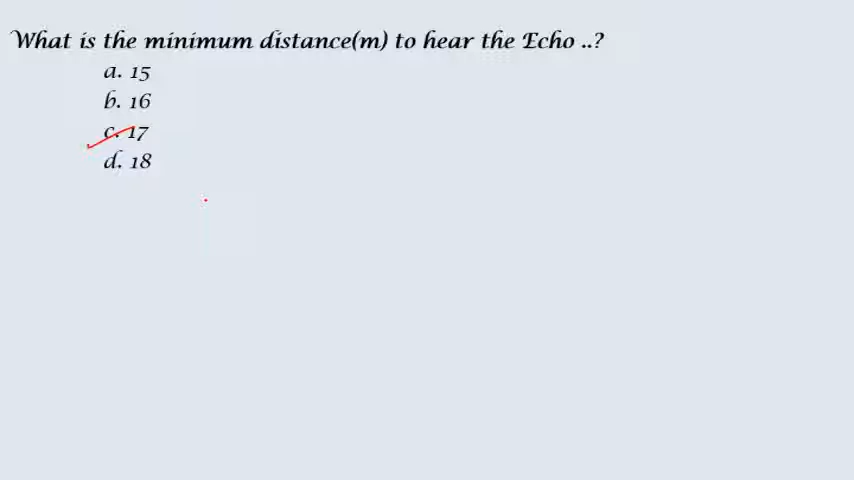 What is the minimum distance(m) to hear the Echo ..?
a. 15
b. 16
c. 17
d. 18